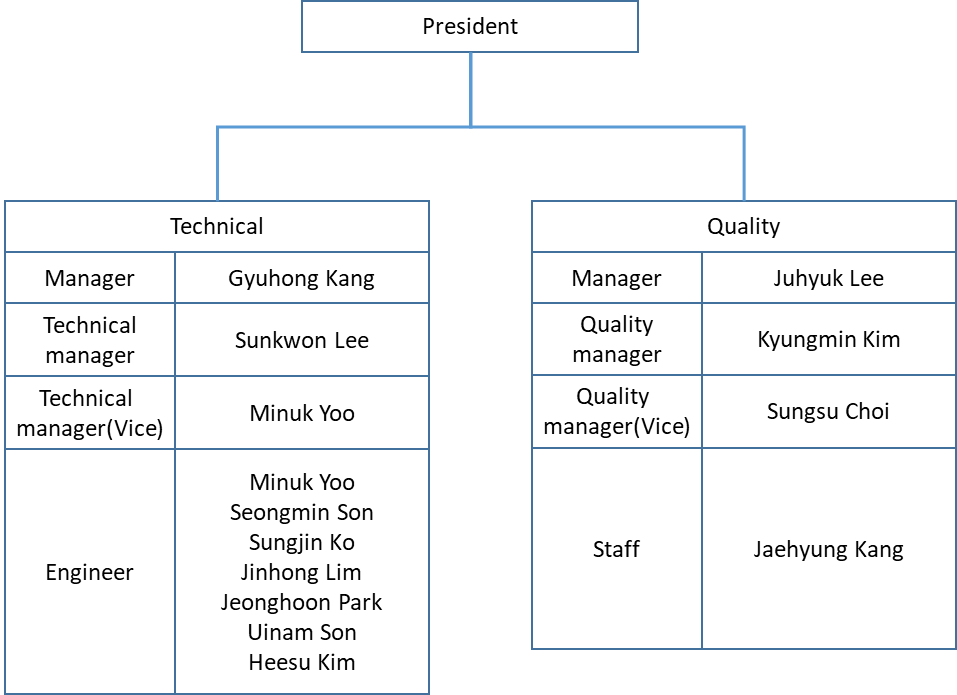 President
Technical
Manager
Gyuhong Kang
Technical
manager
Sunkwon Lee
Technical
manager(Vice)
Minuk Yoo
Engineer
Minuk Yoo
Seongmin Son
Sungjin Ko
Jinhong Lim
Jeonghoon Park
Uinam Son
Heesu Kim
Quality
Manager
Juhyuk Lee
Quality
manager
Kyungmin Kim
Quality
manager(Vice)
Sungsu Choi
Staff
Jaehyung Kang